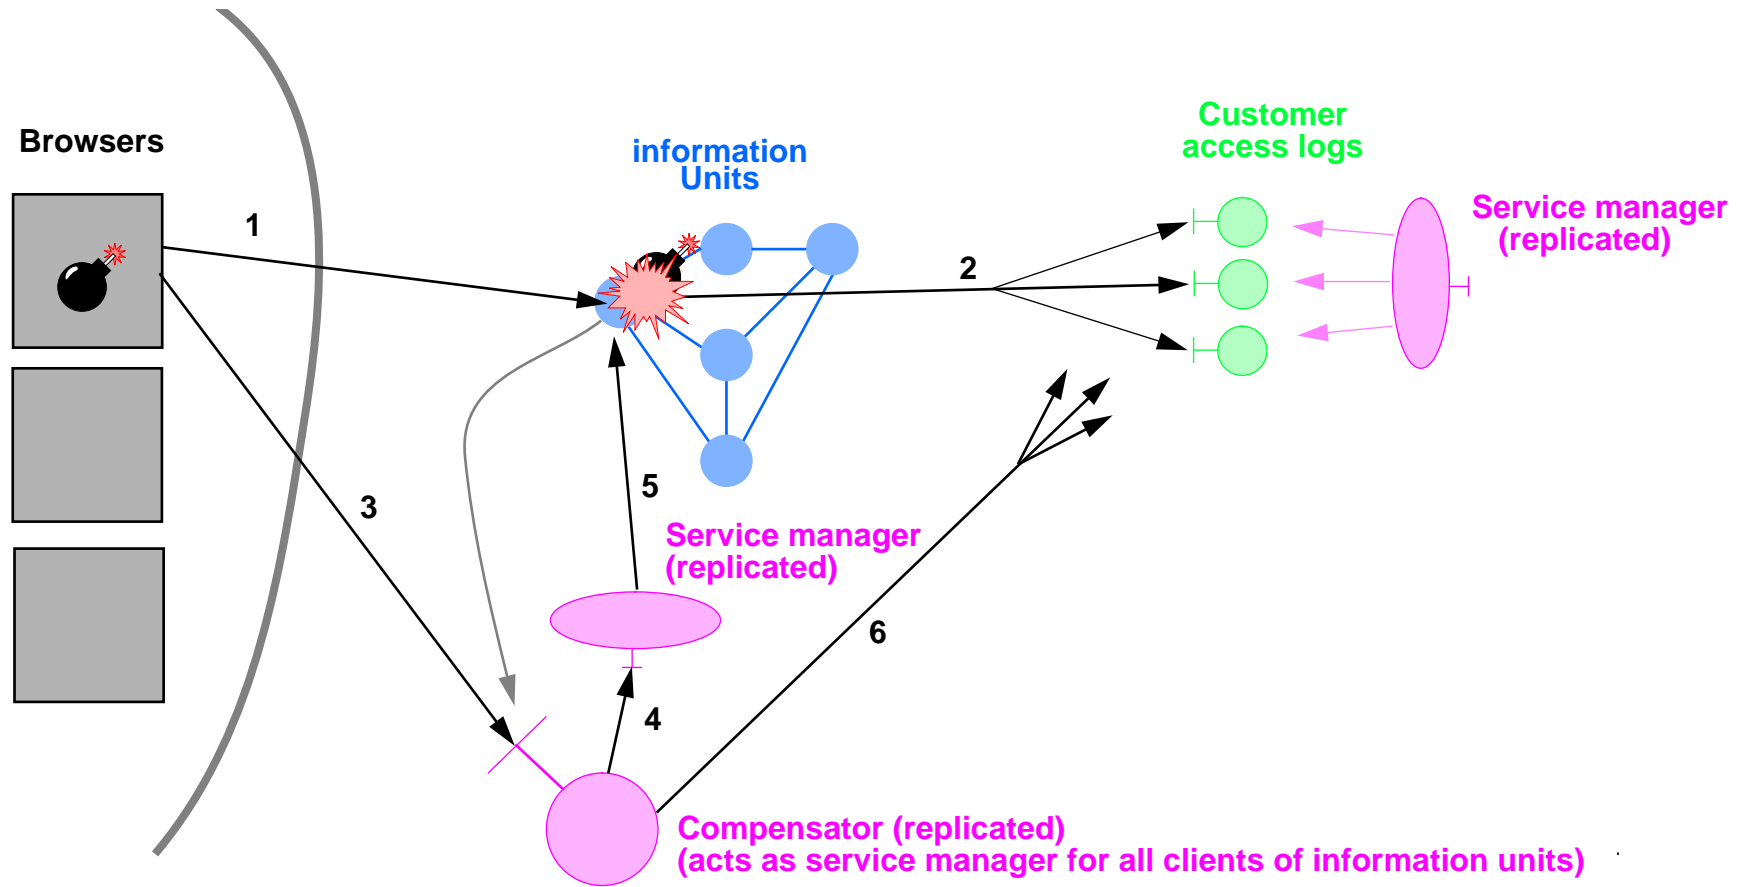 Browsers
1
information
Units
Customer
access logs
Service manager
(replicated)
2
3
5
Service manager
(replicated)
6
4
Compensator (replicated)
(acts as service manager for all clients of information units)
.